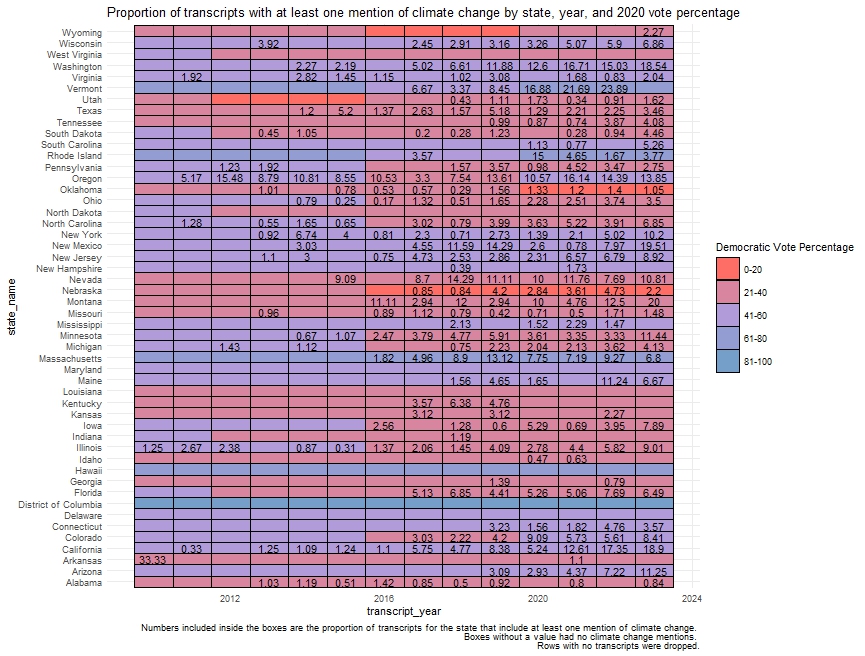 Proportion of transcripts with at least one mention of climate change by state, year, and 2020 vote percentage
Wyoming 2.27
Wisconsin 3.92 2.45 2.91 3.16 3.26 5.07 5.9 6.86
West Virginia
Washington 2.27 2.19 5.02 6.61 11.88 12.6 16.71 15.03 18.54
Virginia 1.92 2.82 1.45 1.15 1.02 3.08 1.68 0.83 2.04
Vermont 6.67 3.37 8.45 16.88 21.69 23.89
Utah 0.43 1.11 1.73 0.34 0.91 1.62
Texas 1.2 5.2 1.37 2.63 1.57 5.18 1.29 2.21 2.25 3.46
Tennessee 0.99 0.87 0.74 3.87 4.08
South Dakota 0.45 1.05 0.2 0.28 1.23 0.28 0.94 4.46
South Carolina 1.13 0.77 5.26
Rhode Island 3.57 15 4.65 1.67 3.77
Pennsylvania 1.23 1.92 1.57 3.57 0.98 4.52 3.47 2.75
Oregon 5.17 15.48 8.79 10.81 8.55 10.53 3.3 7.54 13.61 10.57 16.14 14.39 13.85
Oklahoma 1.01 0.78 0.53 0.57 0.29 1.56 1.33 1.2 1.4 1.05
Ohio 0.79 0.25 0.17 1.32 0.51 1.65 2.28 2.51 3.74 3.5
North Dakota
North Carolina 1.28 0.55 1.65 0.65 3.02 0.79 3.99 3.63 5.22 3.91 6.85
New York 0.92 6.74 4 0.81 2.3 0.71 2.73 1.39 2.1 5.02 10.2
New Mexico 3.03 4.55 11.59 14.29 2.6 0.78 7.97 19.51
New Jersey 1.1 3 0.75 4.73 2.53 2.86 2.31 6.57 6.79 8.92
New Hampshire 0.39 1.73
Nevada 9.09 8.7 14.29 11.11 10 11.76 7.69 10.81
Nebraska 0.85 0.84 4.2 2.84 3.61 4.73 2.2
Montana 11.11 2.94 12 2.94 10 4.76 12.5 20
Missouri 0.96 0.89 1.12 0.79 0.42 0.71 0.5 1.71 1.48
Mississippi 2.13 1.52 2.29 1.47
Minnesota 0.67 1.07 2.47 3.79 4.77 5.91 3.61 3.35 3.33 11.44
Michigan 1.43 1.12 0.75 2.23 2.04 2.13 3.62 4.13
Massachusetts 1.82 4.96 8.9 13.12 7.75 7.19 9.27 6.8
Maryland
Maine 1.56 4.65 1.65 11.24 6.67
Louisiana
Kentucky 3.57 6.38 4.76
Kansas 3.12 3.12 2.27
Iowa 2.56 1.28 0.6 5.29 0.69 3.95 7.89
Indiana 1.19
Illinois 1.25 2.67 2.38 0.87 0.31 1.37 2.06 1.45 4.09 2.78 4.4 5.82 9.01
Idaho 0.47 0.63
Hawaii
Georgia 1.39 0.79
Florida 5.13 6.85 4.41 5.26 5.06 7.69 6.49
District of Columbia
Delaware
Connecticut 3.23 1.56 1.82 4.76 3.57
Colorado 3.03 2.22 4.2 9.09 5.73 5.61 8.41
California 0.33 1.25 1.09 1.24 1.1 5.75 4.77 8.38 5.24 12.61 17.35 18.9
Arkansas 33.33 1.1
Arizona 3.09 2.93 4.37 7.22 11.25
Alabama 1.03 1.19 0.51 1.42 0.85 0.5 0.92 0.8 0.84
state_name
2012 2016 2020 2024
transcript_year
Democratic Vote Percentage
0-20
21-40
41-60
61-80
81-100
Numbers included inside the boxes are the proportion of transcripts for the state that include at least one mention of climate change.
Boxes without a value had no climate change mentions.
Rows with no transcripts were dropped.